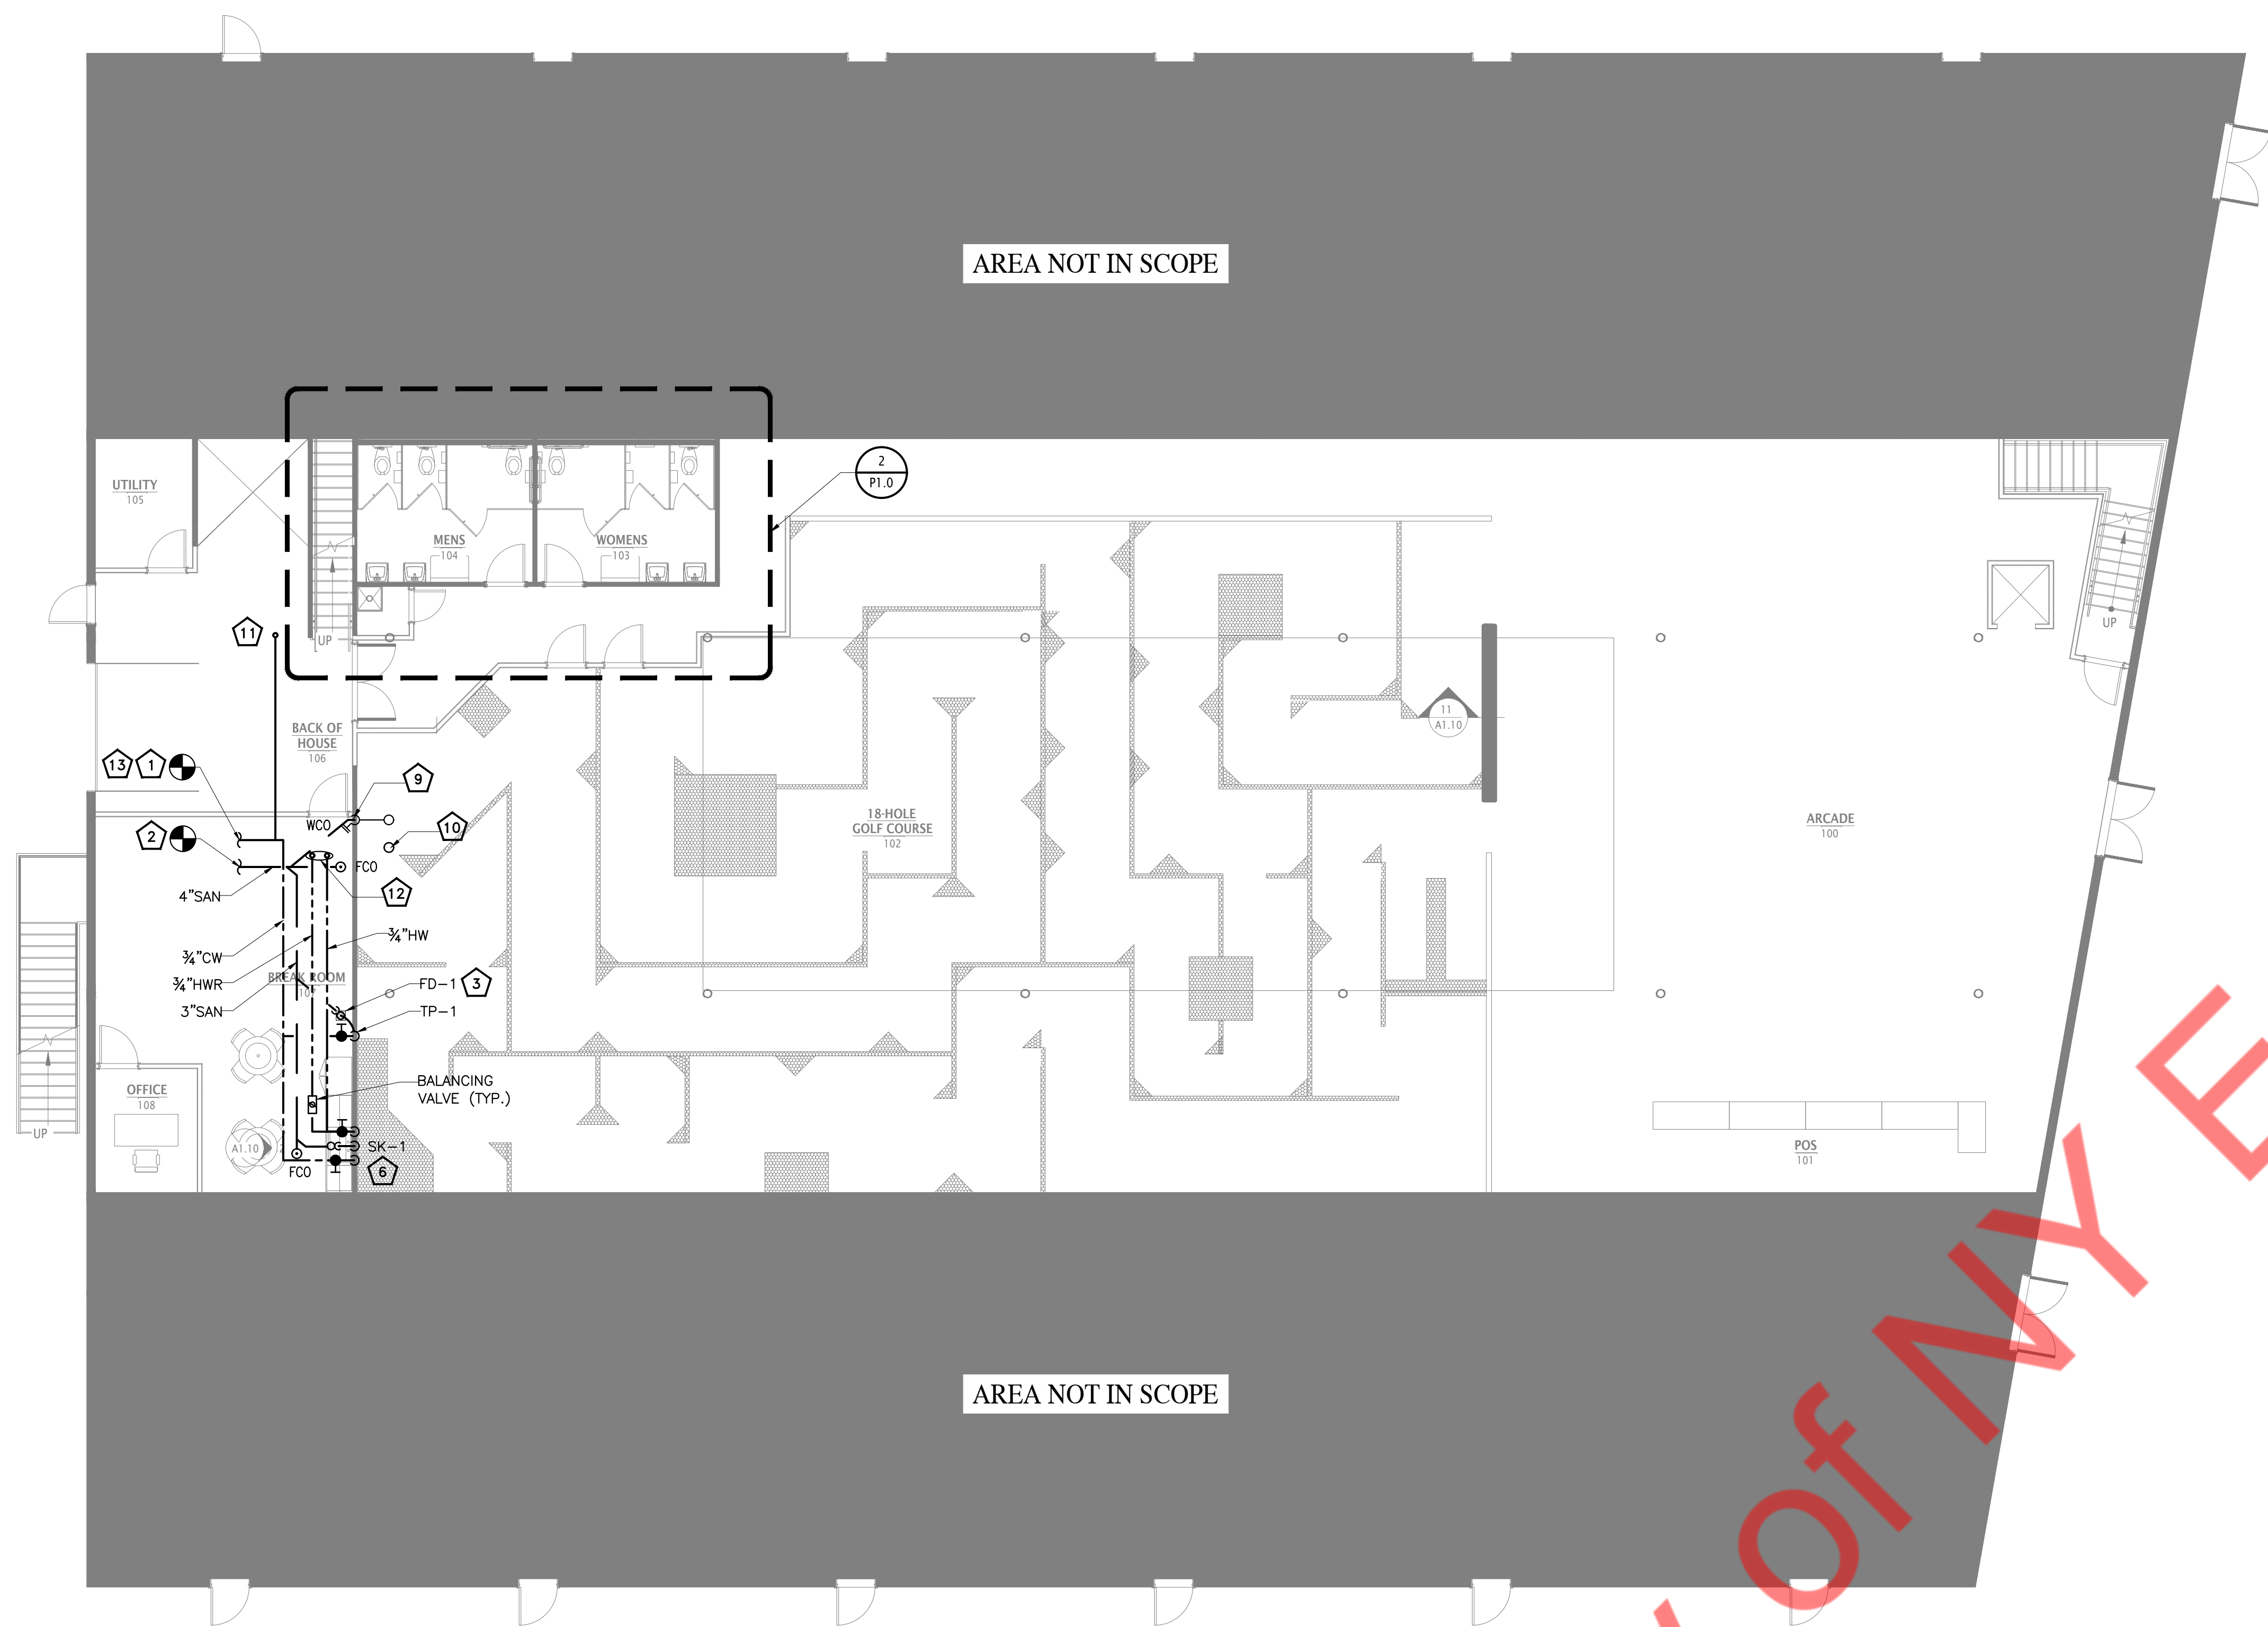 AREA NOT IN SCOPE
2
P1.0
UTILITY
105
MENS
104
WOMENS
103
UP
UP
11
BACK OF
HOUSE
106
11
A1.10
13
1
9
WCO
10
2
FCO
4"SAN
12
18-HOLE
GOLF COURSE
102
ARCADE
100
¾"CW
¾"HW
¾"HWR
BREAK ROOM
3"SAN
FD-1
3
TP-1
BALANCING
VALVE (TYP.)
OFFICE
108
UP
A1.10
SK-1
FCO
6
POS
101
AREA NOT IN SCOPE
of NYE